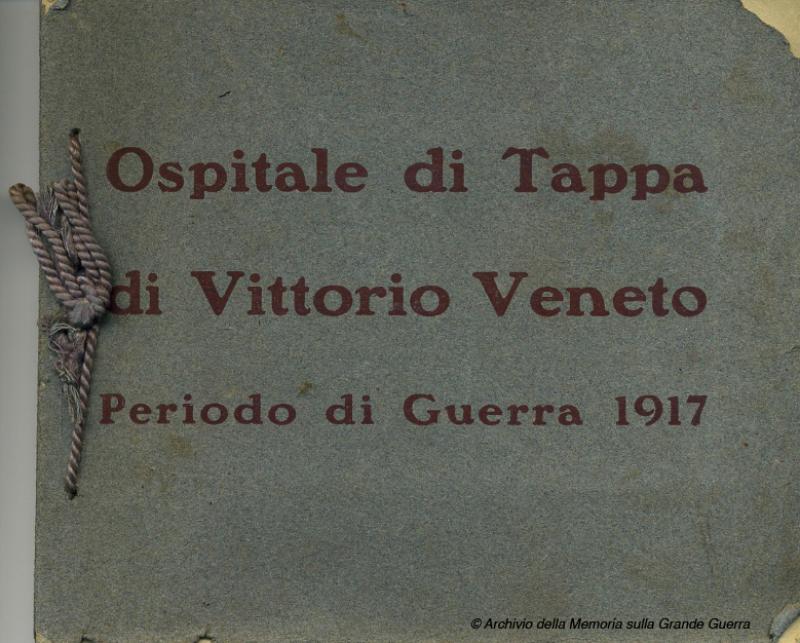 Ospitale di Tappa
di Vittorio Veneto
Periodo di Guerra 1917
© Archivio della Memoria sulla Grande Guerra